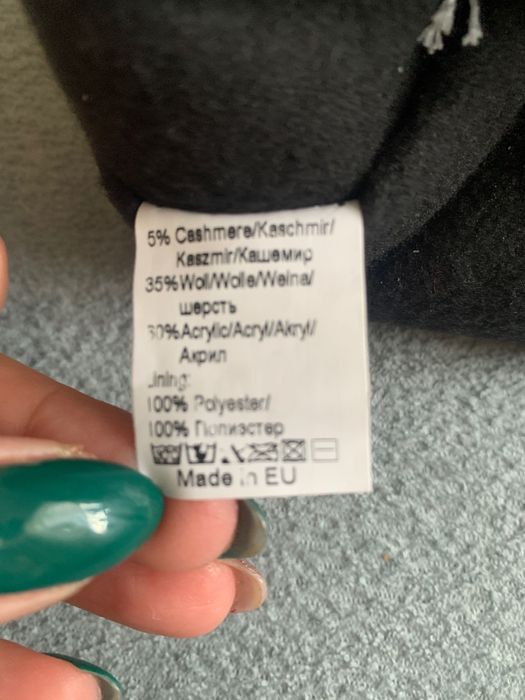 5% Cashmere/Kaschmir/
Kaszmir/Кашемир
35% Woll/Wolle/Welna/
шерсть
60% Acrylic/Acryl/Akryl/
Акрил
Lining:
100% Polyester/
100% Полиэстер
Made in EU